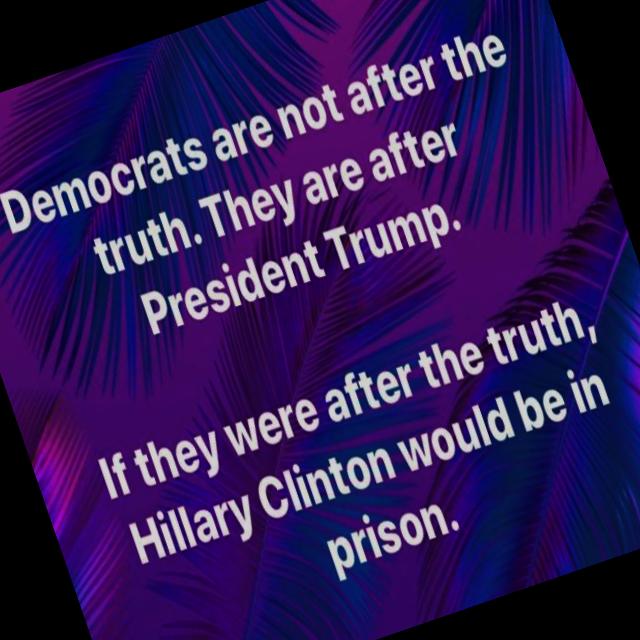 Democrats are not after the
truth. They are after
President Trump.
If they were after the truth,
Hillary Clinton would be in
prison.